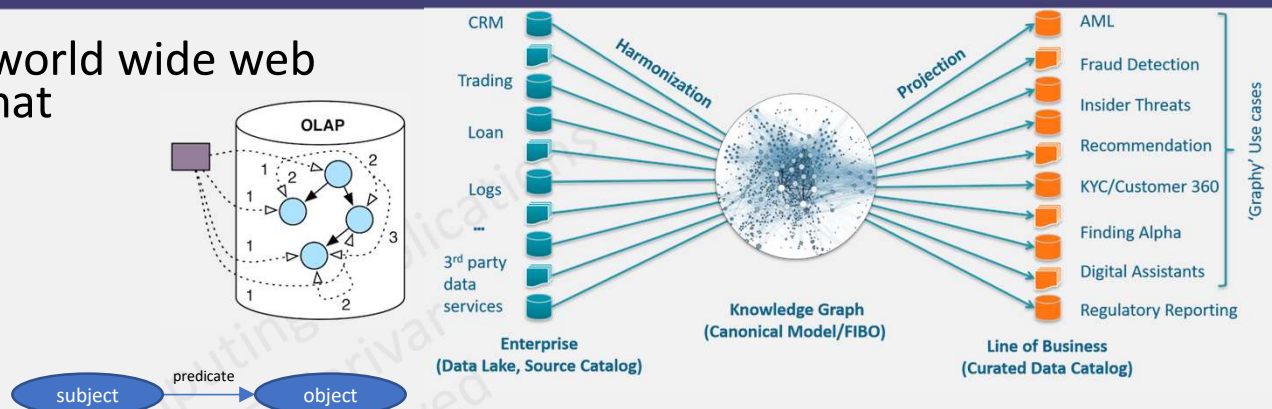 world wide web
hat
OLAP
1
2
2
1
3
1
1
2
subject
predicate
object
CRM
Trading
Loan
Logs
...
3rd party
data
services
Enterprise
(Data Lake, Source Catalog)
Harmonization
Knowledge Graph
(Canonical Model/FIBO)
Projection
AML
Fraud Detection
Insider Threats
Recommendation
KYC/Customer 360
Finding Alpha
Digital Assistants
Regulatory Reporting
'Graphy' Use cases
Line of Business
(Curated Data Catalog)